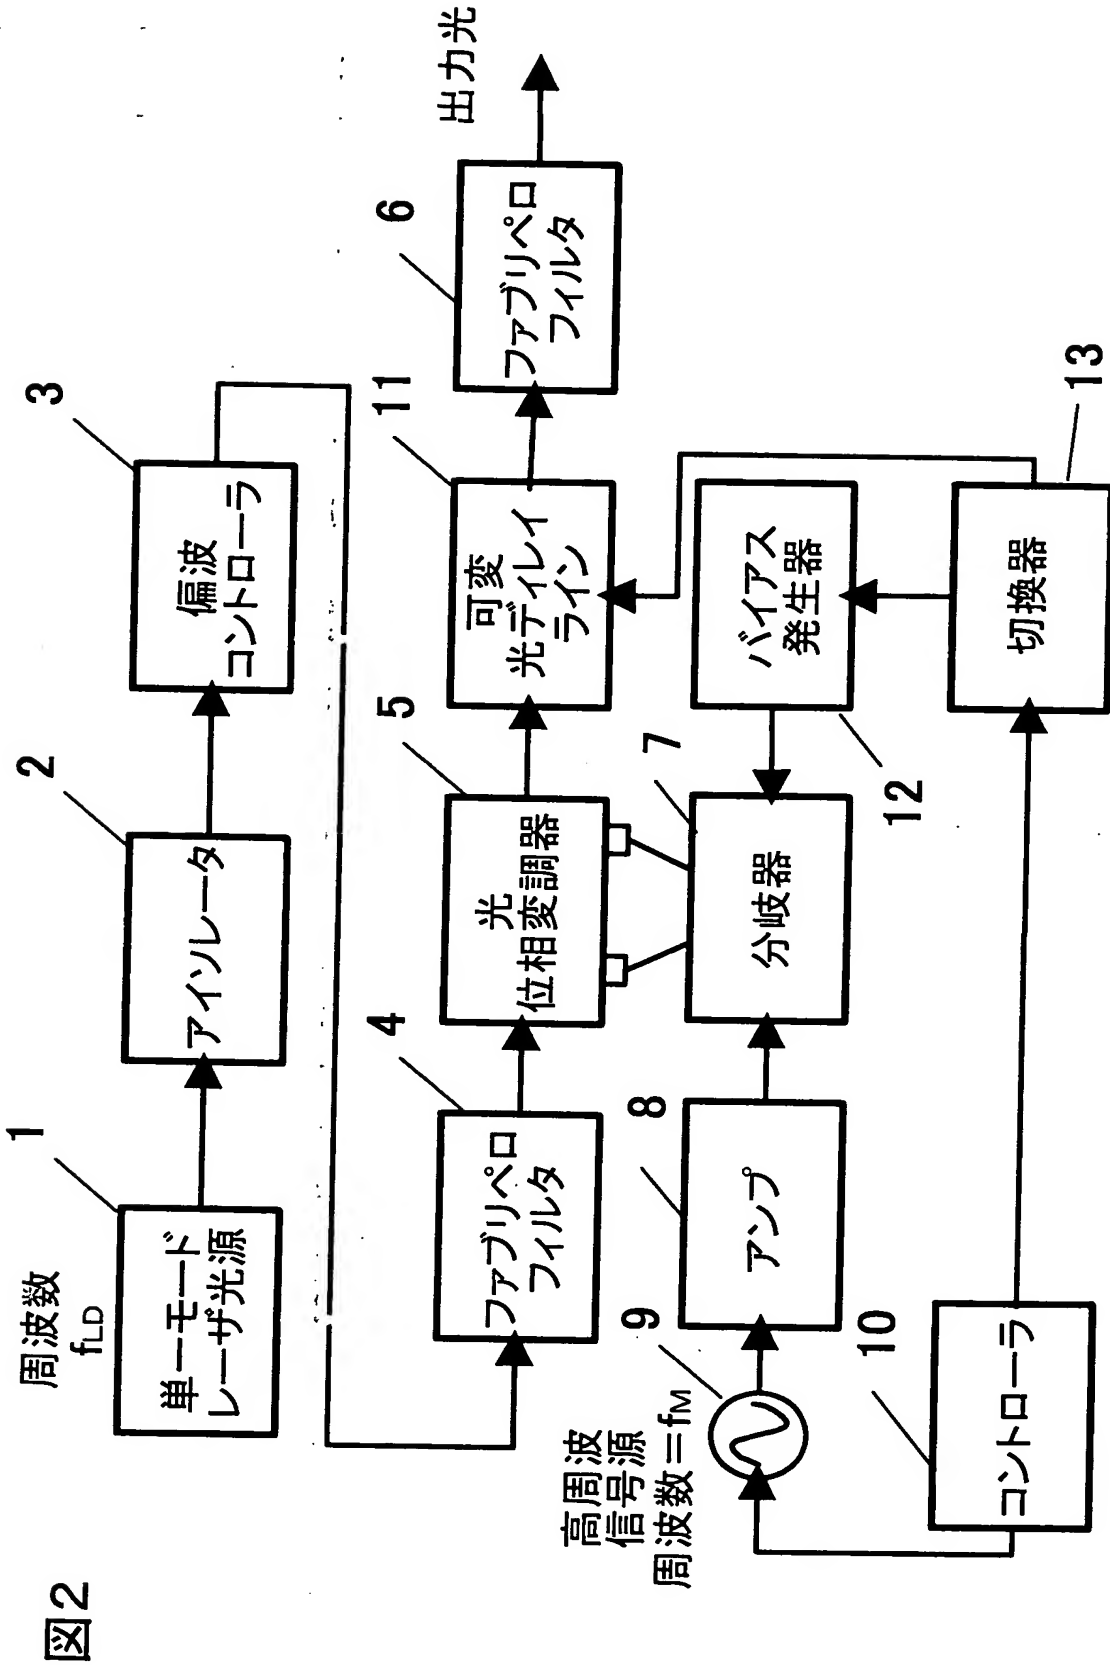 図2
周波数
fLD
1
単一モード
レーザ光源
2
アイソレータ
3
偏波
コントローラ
4
ファブリペロ
フィルタ
5
光
位相変調器
11
可変
光ディレイ
ライン
6
ファブリペロ
フィルタ
出力光
高周波
信号源
周波数=fM
9
8
アンプ
7
分岐器
12
バイアス
発生器
10
コントローラ
13
切換器